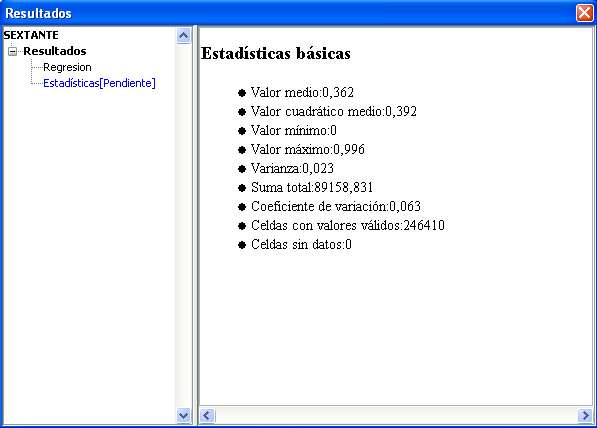 Resultados
SEXTANTE
Resultados
Regresion
Estadísticas[Pendiente]
Estadísticas básicas
Valor medio:0,362
Valor cuadrático medio:0,392
Valor mínimo:0
Valor máximo:0,996
Varianza:0,023
Suma total:89158,831
Coeficiente de variación:0,063
Celdas con valores válidos:246410
Celdas sin datos:0